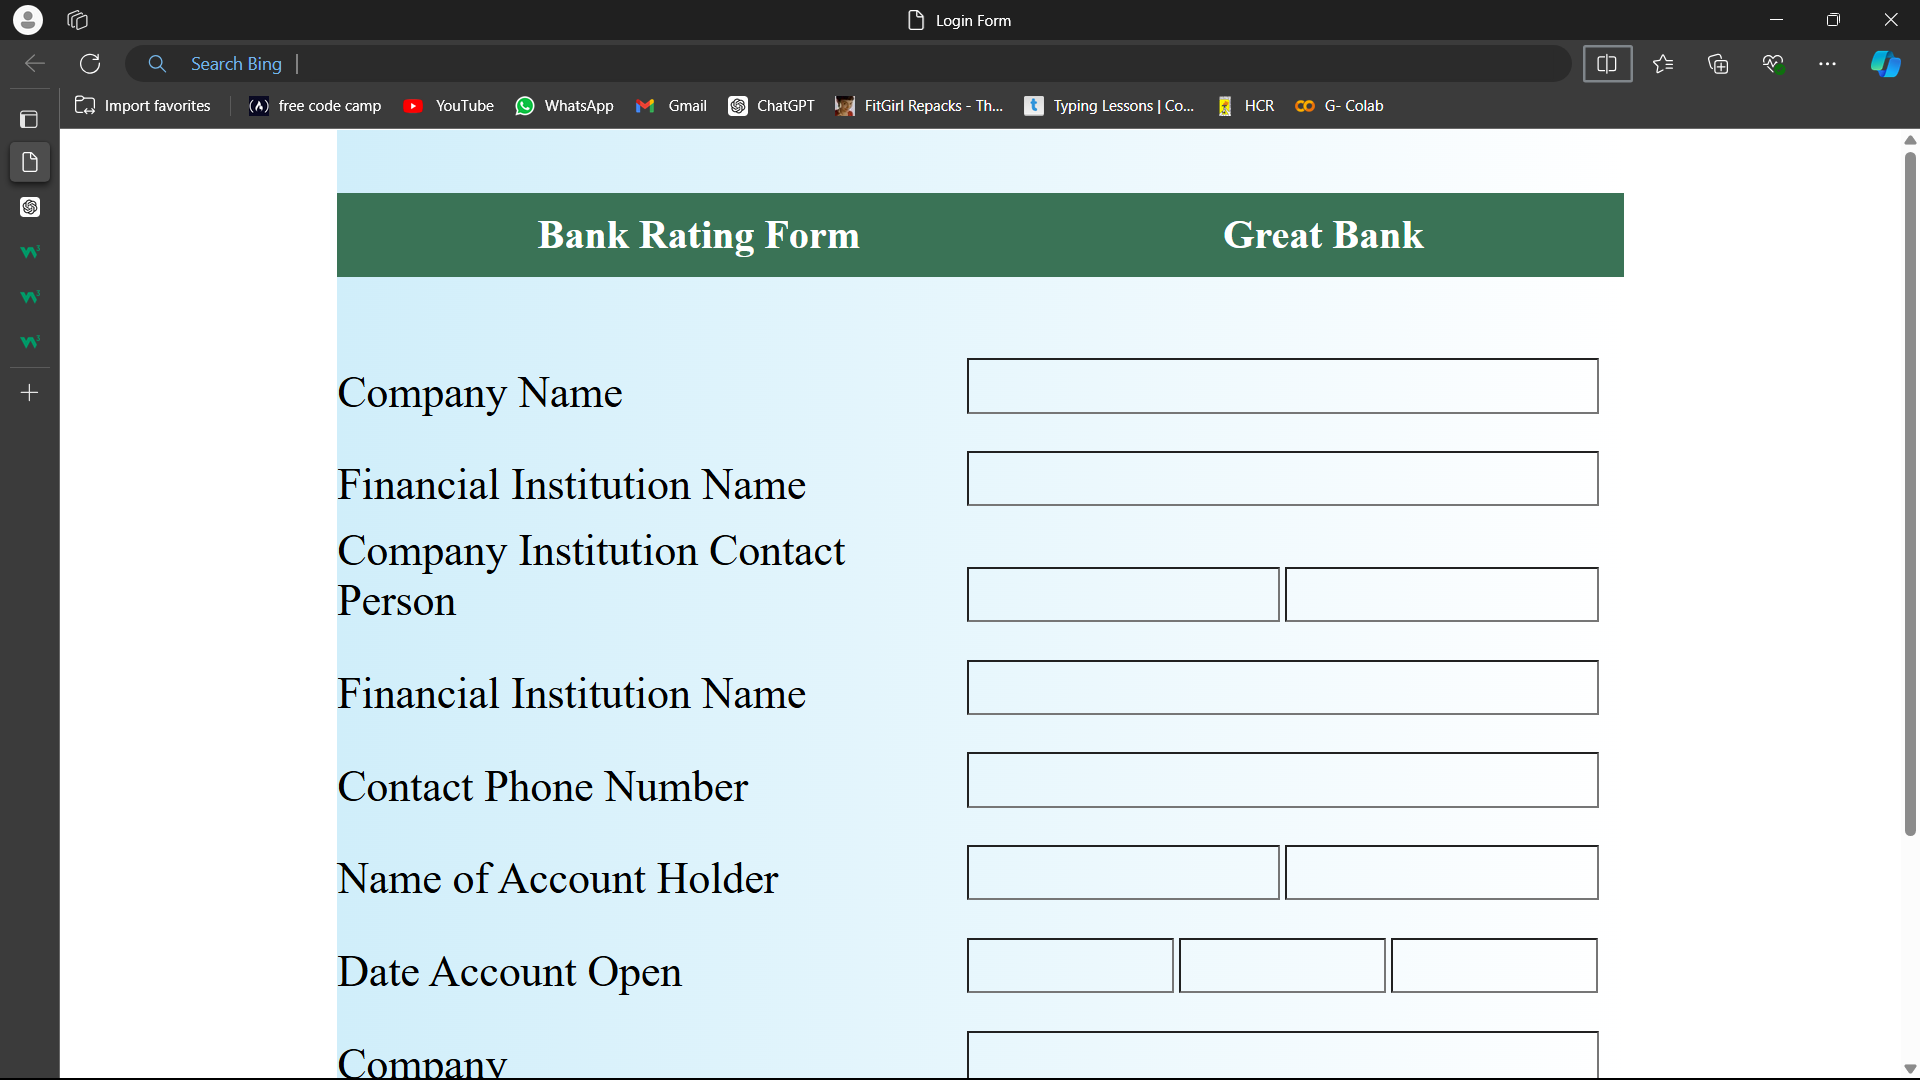 Login Form
Search Bing
Import favorites
free code camp
YouTube
WhatsApp
Gmail
ChatGPT
FitGirl Repacks - Th...
Typing Lessons | Co...
HCR
G- Colab
Bank Rating Form
Great Bank
Company Name
Financial Institution Name
Company Institution Contact
Person
Financial Institution Name
Contact Phone Number
Name of Account Holder
Date Account Open
Company